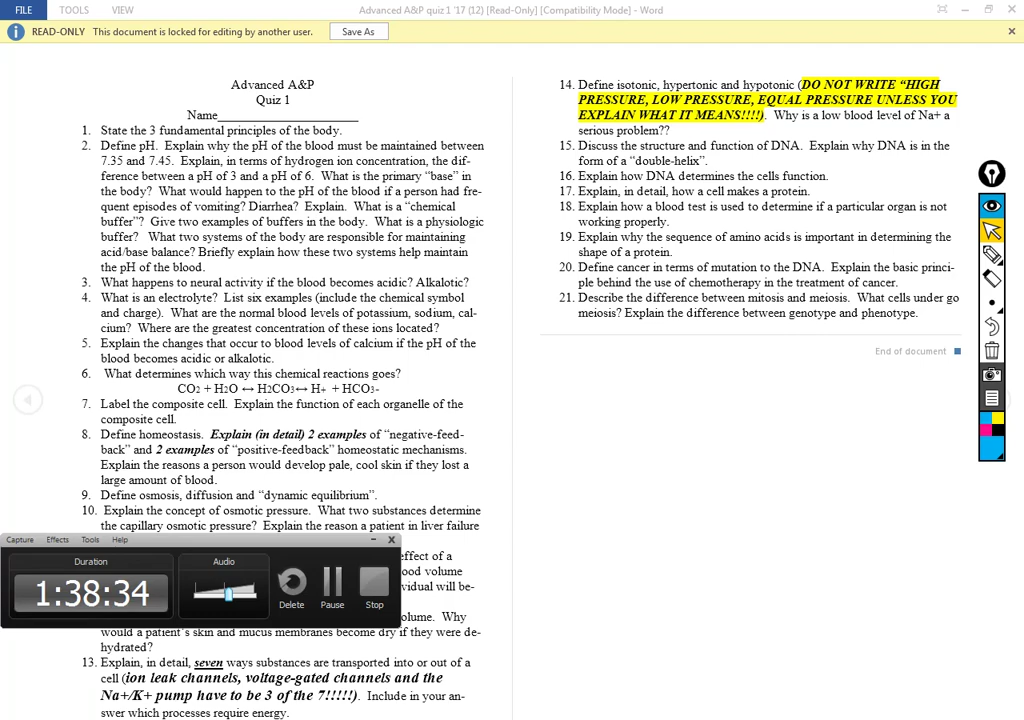 FILE TOOLS VIEW
Advanced A&P quiz 1 '17 (12) [Read-Only] [Compatibility Mode] - Word
READ-ONLY This document is locked for editing by another user. Save As
Advanced A&P
Quiz 1
Name______________________
1. State the 3 fundamental principles of the body.
2. Define pH. Explain why the pH of the blood must be maintained between
7.35 and 7.45. Explain, in terms of hydrogen ion concentration, the dif-
ference between a pH of 3 and a pH of 6. What is the primary “base” in
the body? What would happen to the pH of the blood if a person had fre-
quent episodes of vomiting? Diarrhea? Explain. What is a “chemical
buffer”? Give two examples of buffers in the body. What is a physiologic
buffer? What two systems of the body are responsible for maintaining
acid/base balance? Briefly explain how these two systems help maintain
the pH of the blood.
3. What happens to neural activity if the blood becomes acidic? Alkalotic?
4. What is an electrolyte? List six examples (include the chemical symbol
and charge). What are the normal blood levels of potassium, sodium, cal-
cium? Where are the greatest concentration of these ions located?
5. Explain the changes that occur to blood levels of calcium if the pH of the
blood becomes acidic or alkalotic.
6. What determines which way this chemical reactions goes?
CO2 + H2O ↔ H2CO3↔ H+ + HCO3-
7. Label the composite cell. Explain the function of each organelle of the
composite cell.
8. Define homeostasis. Explain (in detail) 2 examples of “negative-feed-
back” and 2 examples of “positive-feedback” homeostatic mechanisms.
Explain the reasons a person would develop pale, cool skin if they lost a
large amount of blood.
9. Define osmosis, diffusion and “dynamic equilibrium”.
10. Explain the concept of osmotic pressure. What two substances determine
the capillary osmotic pressure? Explain the reason a patient in liver failure
effect of a
ood volume
vidual will be-
olume. Why
would a patient’s skin and mucus membranes become dry if they were de-
hydrated?
13. Explain, in detail, seven ways substances are transported into or out of a
cell (ion leak channels, voltage-gated channels and the
Na+/K+ pump have to be 3 of the 7!!!!!). Include in your an-
swer which processes require energy.
14. Define isotonic, hypertonic and hypotonic (DO NOT WRITE “HIGH
PRESSURE, LOW PRESSURE, EQUAL PRESSURE UNLESS YOU
EXPLAIN WHAT IT MEANS!!!!). Why is a low blood level of Na+ a
serious problem??
15. Discuss the structure and function of DNA. Explain why DNA is in the
form of a “double-helix”.
16. Explain how DNA determines the cells function.
17. Explain, in detail, how a cell makes a protein.
18. Explain how a blood test is used to determine if a particular organ is not
working properly.
19. Explain why the sequence of amino acids is important in determining the
shape of a protein.
20. Define cancer in terms of mutation to the DNA. Explain the basic princi-
ple behind the use of chemotherapy in the treatment of cancer.
21. Describe the difference between mitosis and meiosis. What cells under go
meiosis? Explain the difference between genotype and phenotype.
End of document
Capture Effects Tools Help
Duration
1:38:34
Audio
Delete Pause Stop